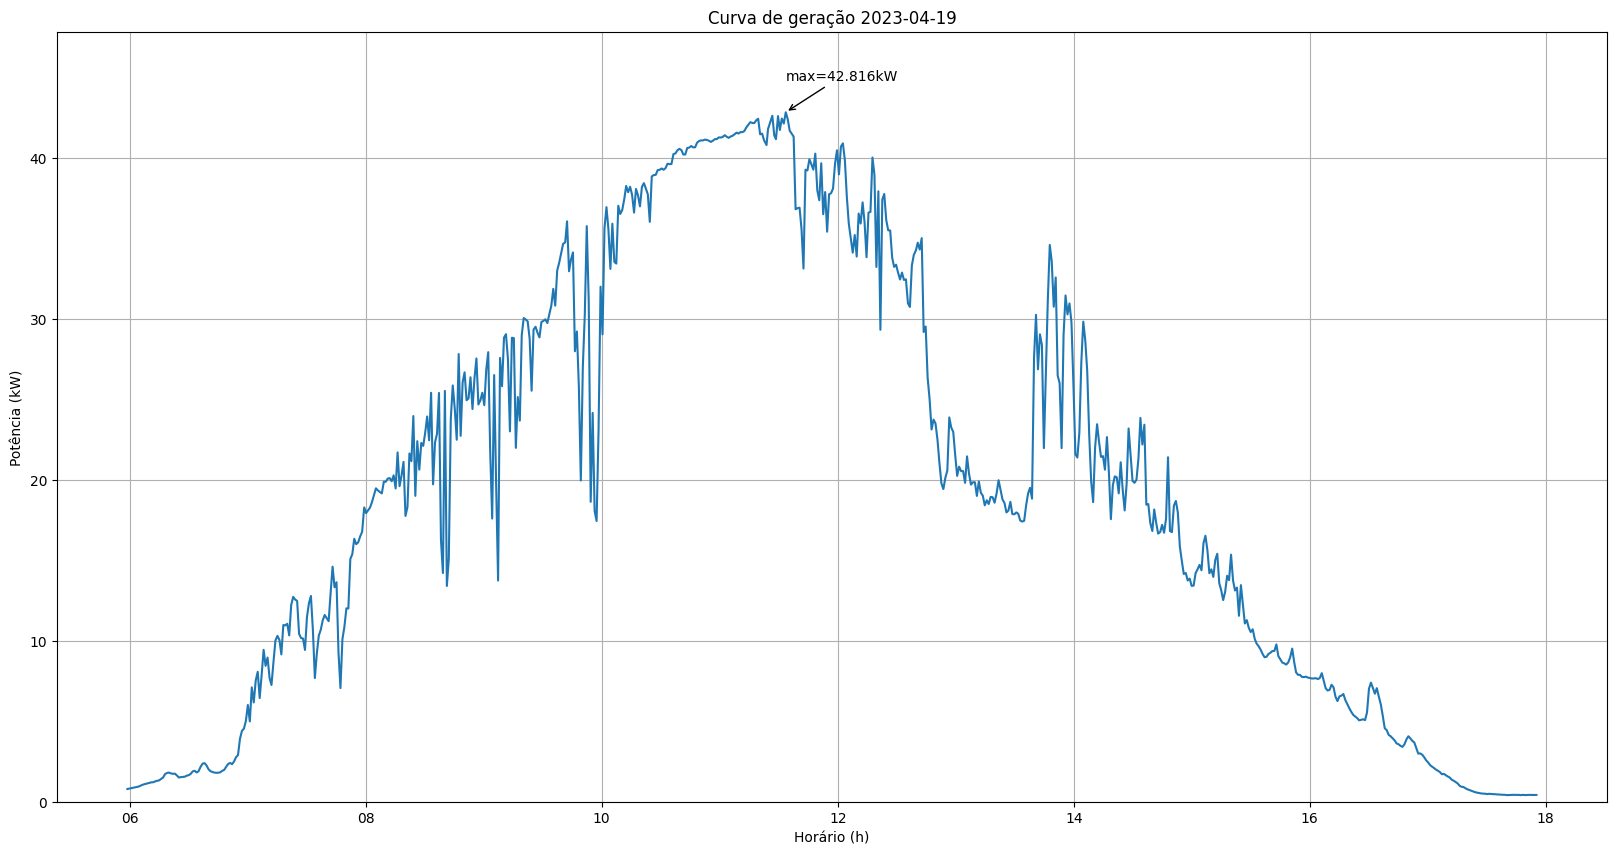 Curva de geração 2023-04-19
max=42.816kW
Potência (kW)
40
30
20
10
0
06 08 10 12 14 16 18
Horário (h)